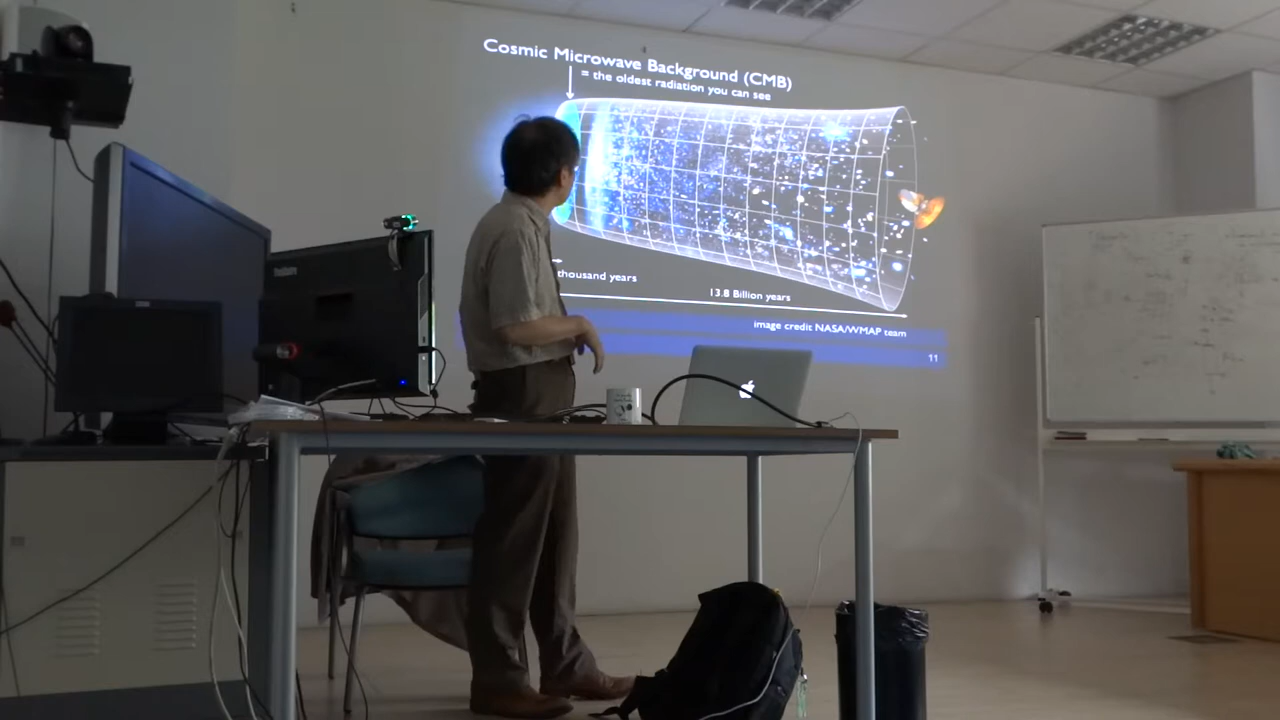 Cosmic Microwave Background (CMB)
= the oldest radiation you can see
thousand years
13.8 Billion years
image credit NASA/WMAP team
11